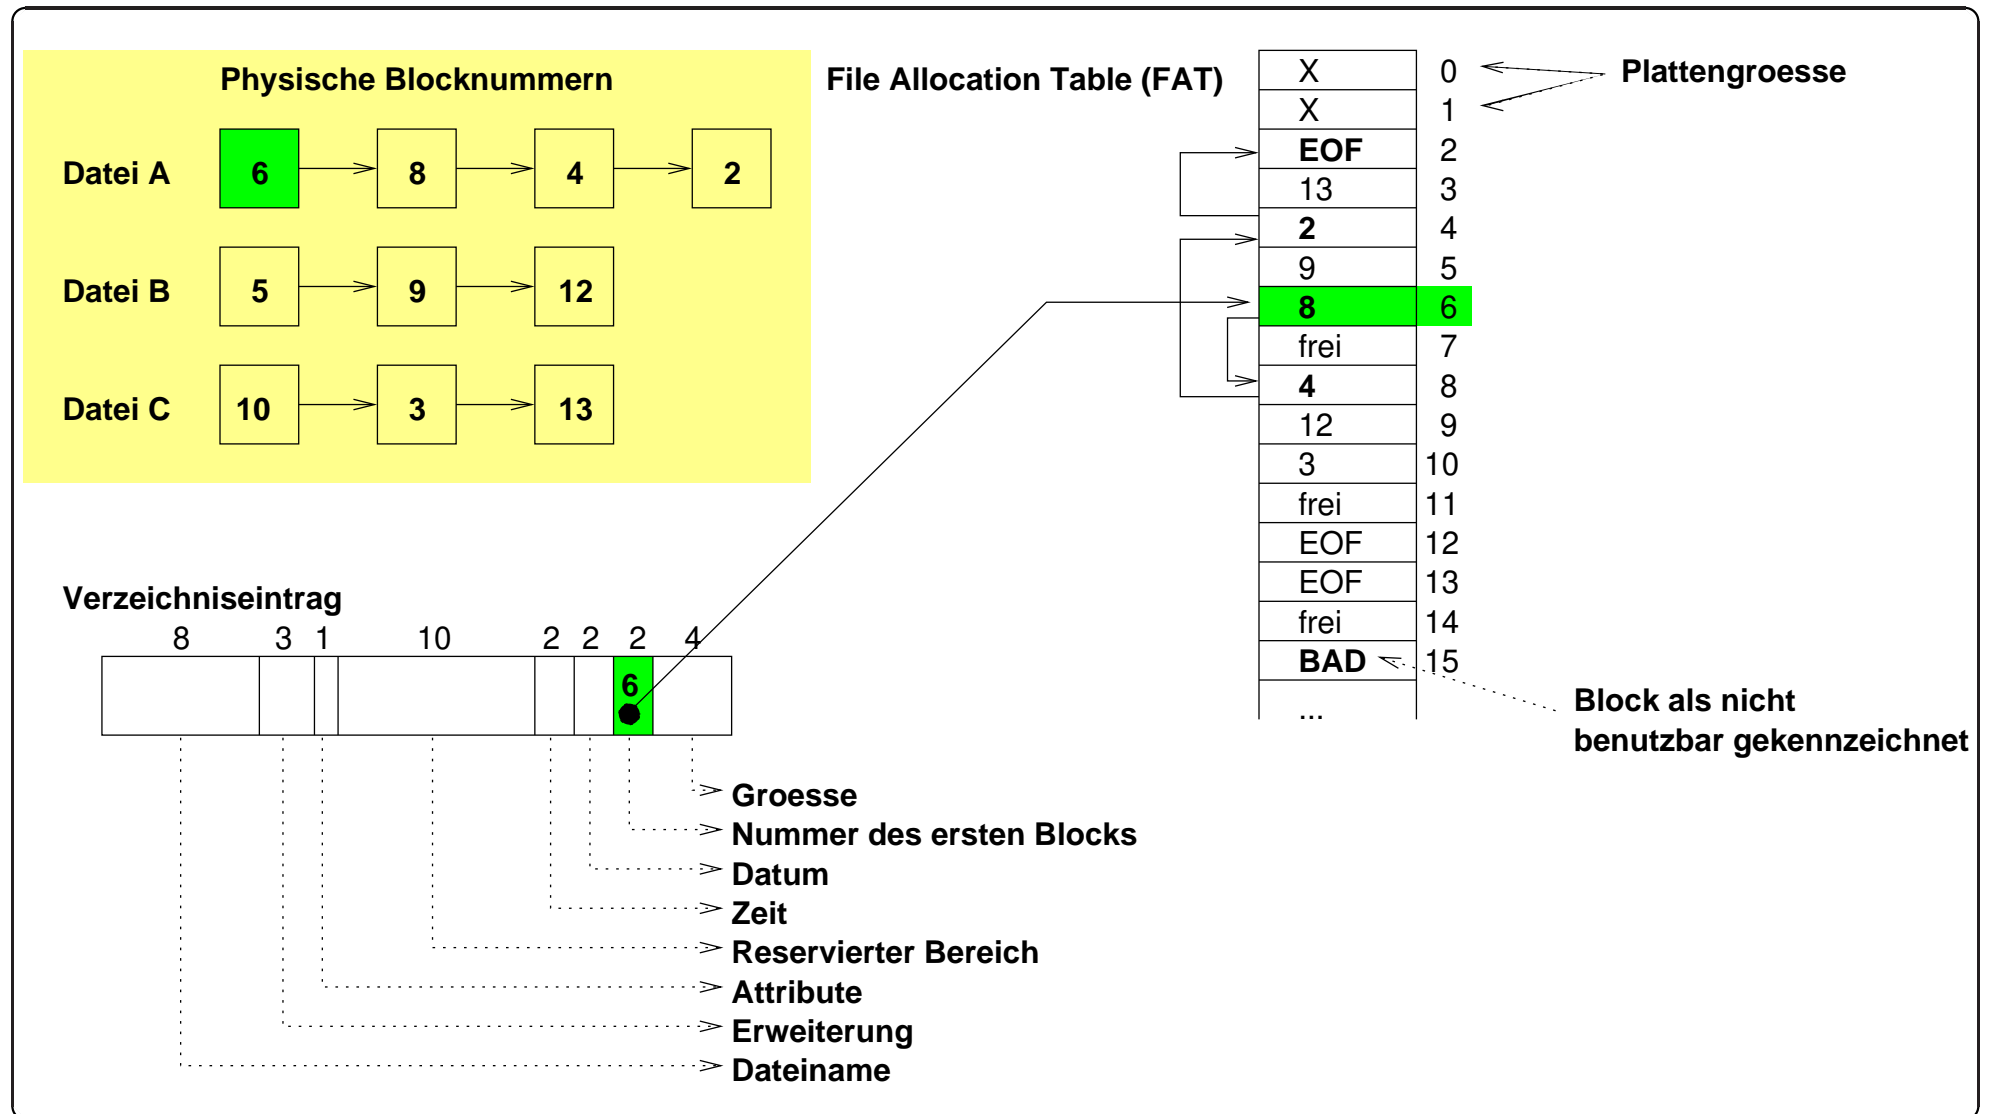 Physische Blocknummern
Datei A 6 8 4 2
Datei B 5 9 12
Datei C 10 3 13
File Allocation Table (FAT)
X 0
X 1
EOF 2
13 3
2 4
9 5
8 6
frei 7
4 8
12 9
3 10
frei 11
EOF 12
EOF 13
frei 14
BAD 15
...
Plattengroesse
Block als nicht
benutzbar gekennzeichnet
Verzeichniseintrag
8 3 1 10 2 2 2 4
6
Groesse
Nummer des ersten Blocks
Datum
Zeit
Reservierter Bereich
Attribute
Erweiterung
Dateiname